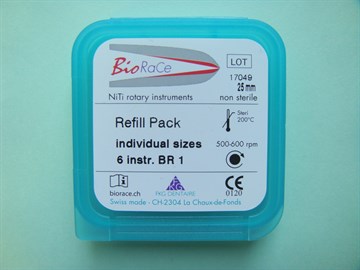 BioRaCe
LOT
17049
25 mm
NiTi rotary instruments
non sterile
Refill Pack
Steri
200°C
individual sizes
500-600 rpm
6 instr. BR 1
biorace.ch
FKG DENTAIRE
CE
0120
Swiss made - CH-2304 La Chaux-de-Fonds